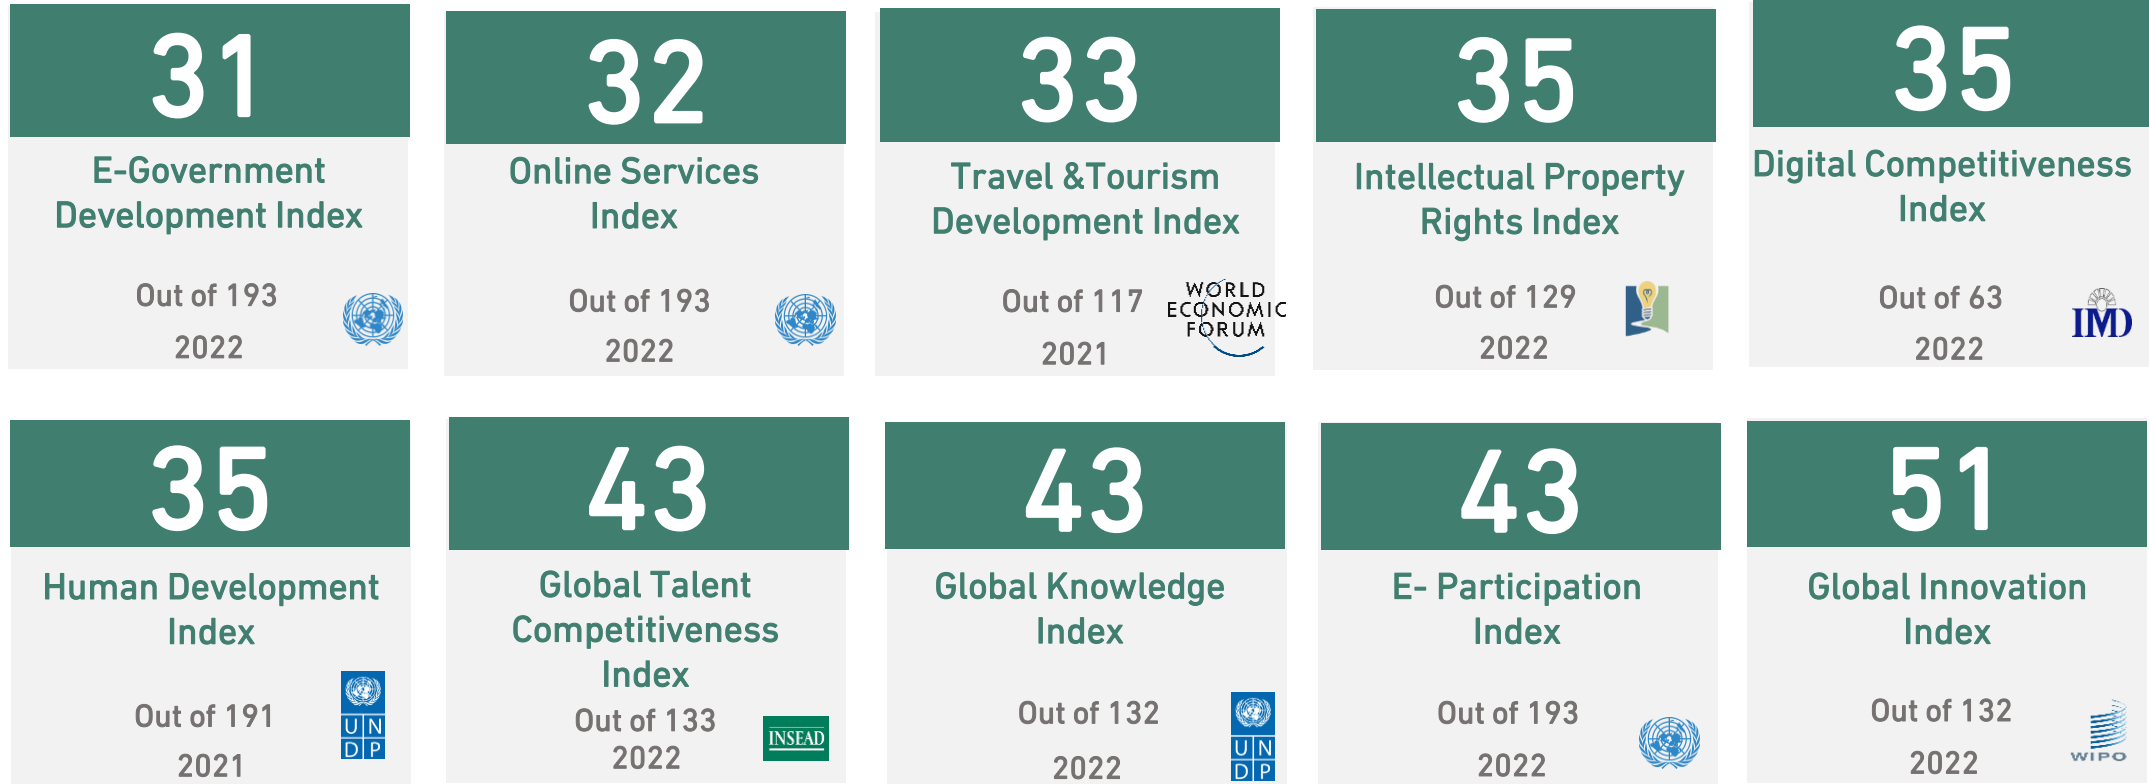 31
E-Government
Development Index
Out of 193
2022
32
Online Services
Index
Out of 193
2022
33
Travel &Tourism
Development Index
Out of 117
2021
WORLD
ECONOMIC
FORUM
35
Intellectual Property
Rights Index
Out of 129
2022
35
Digital Competitiveness
Index
Out of 63
2022
IMD
35
Human Development
Index
Out of 191
2021
U N
D P
43
Global Talent
Competitiveness
Index
Out of 133
2022
INSEAD
43
Global Knowledge
Index
Out of 132
2022
U N
D P
43
E- Participation
Index
Out of 193
2022
51
Global Innovation
Index
Out of 132
2022
WIPO